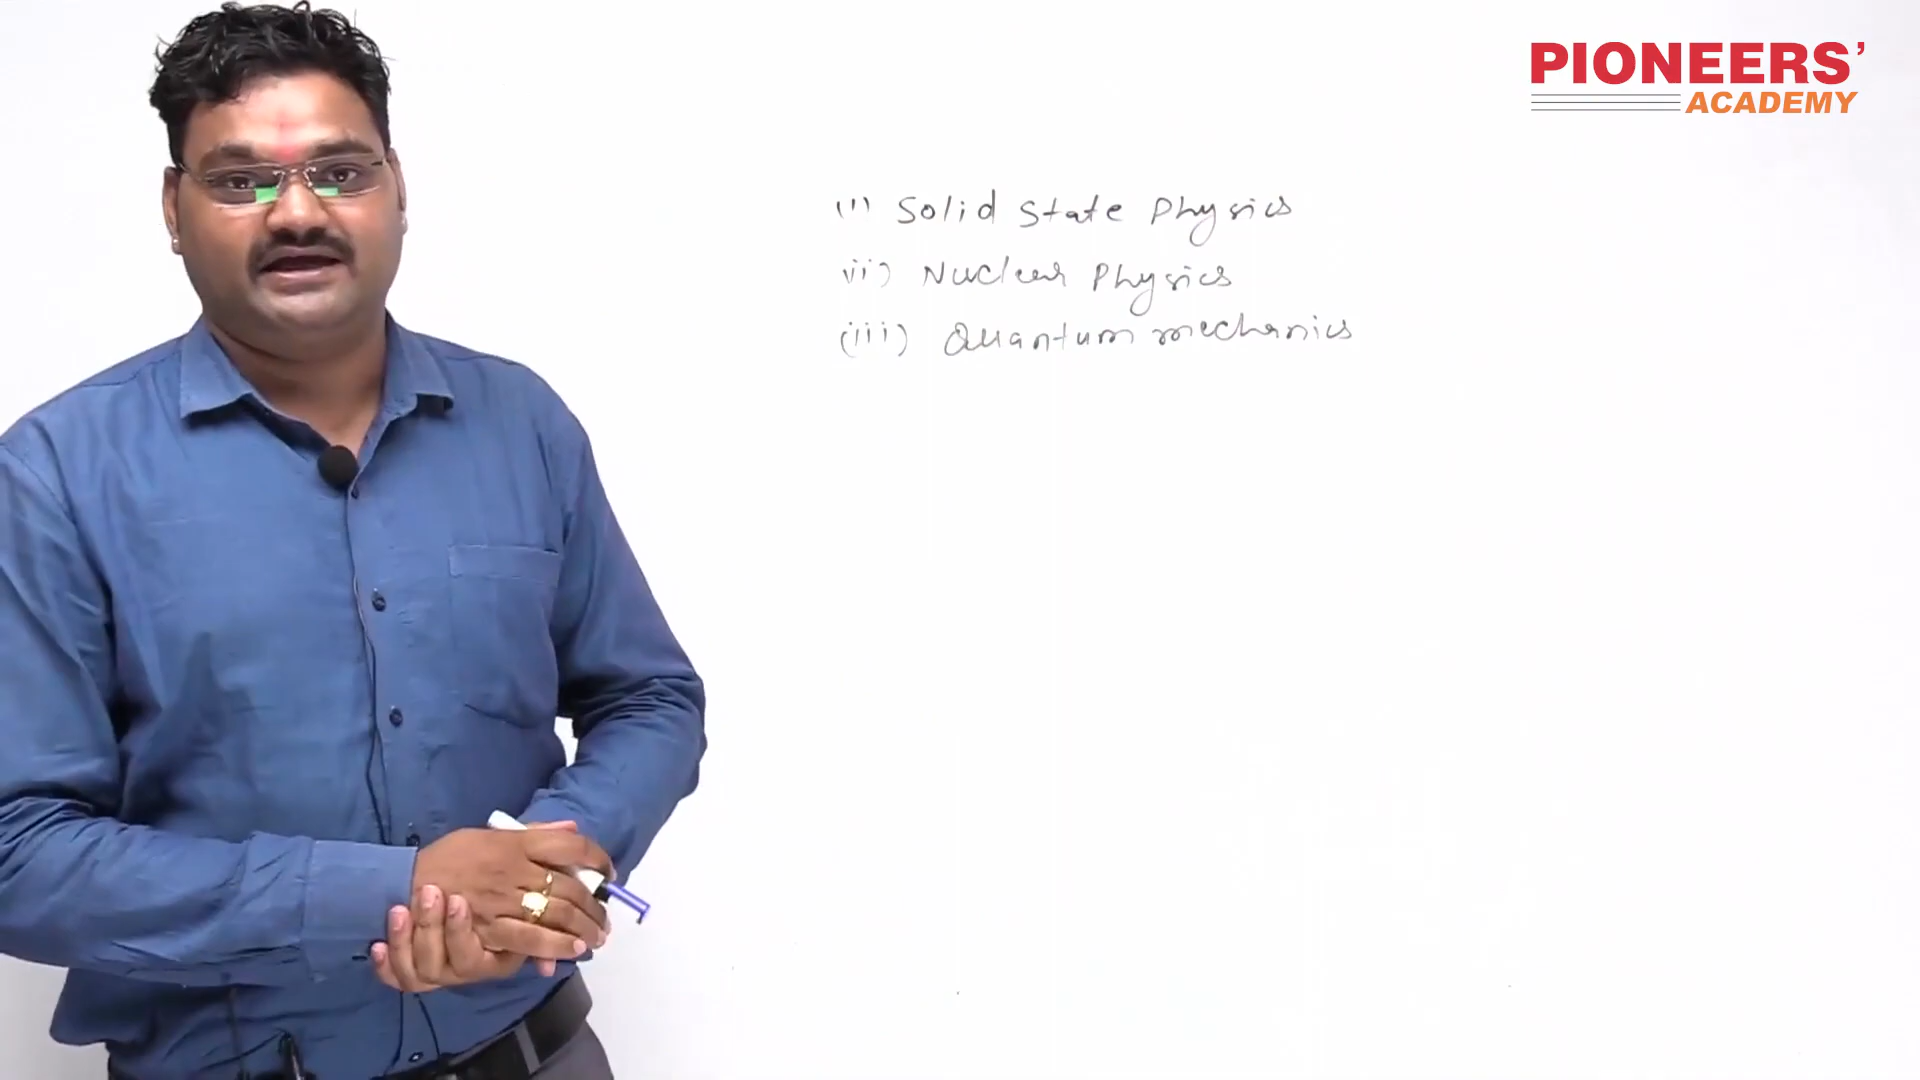 PIONEERS'
ACADEMY
(i) Solid State Physics
(ii) Nuclear Physics
(iii) Quantum mechanics